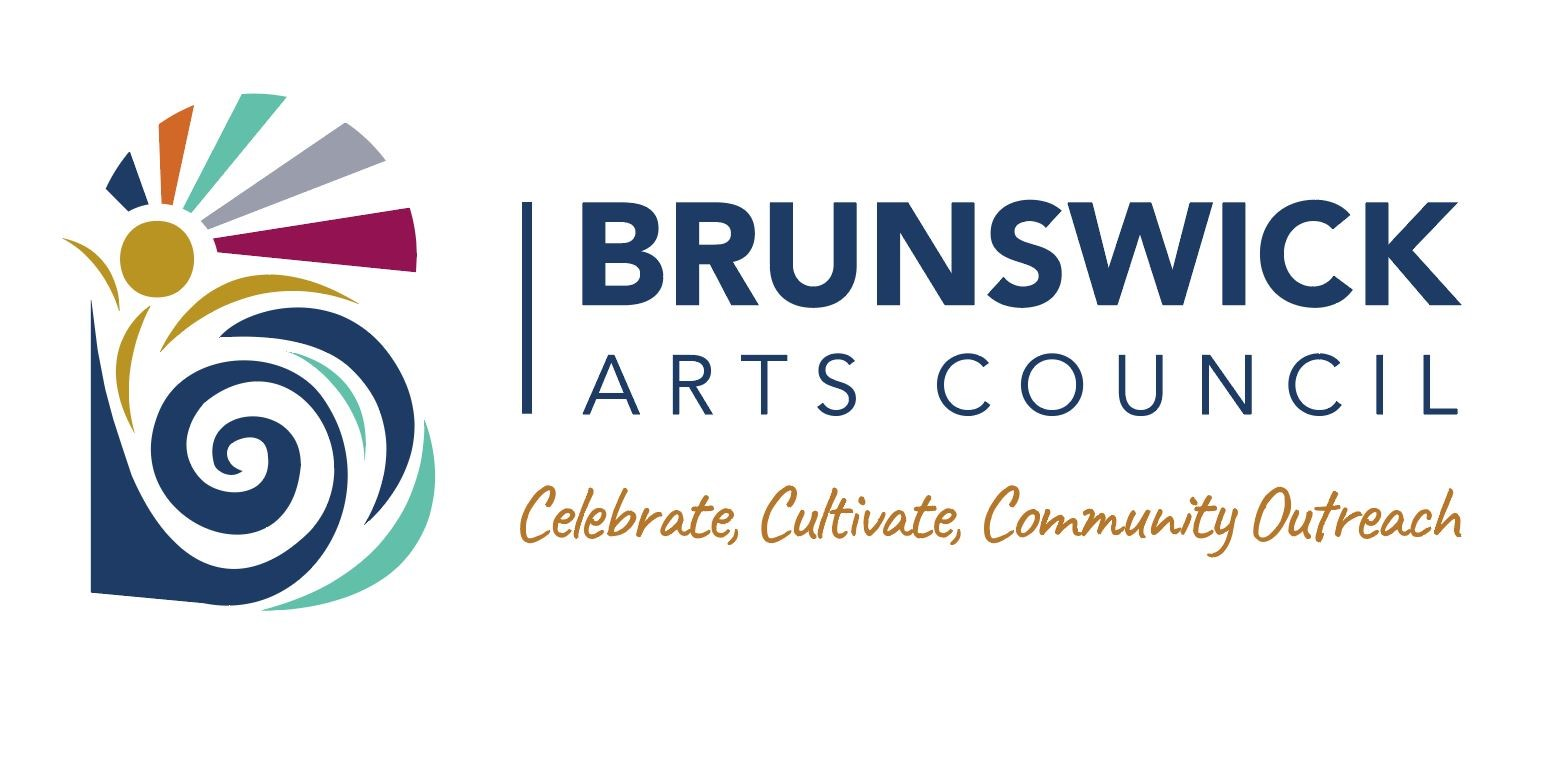 BRUNSWICK
ARTS COUNCIL
Celebrate, Cultivate, Community Outreach